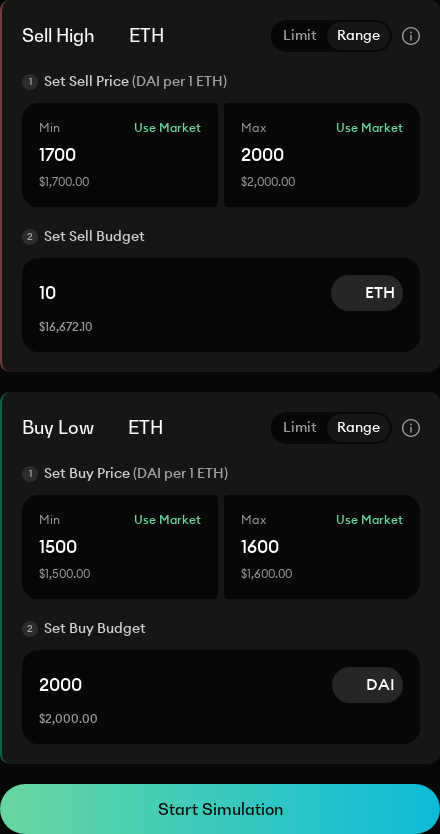 Sell High ETH Limit Range
1 Set Sell Price (DAI per 1 ETH)
Min Use Market Max Use Market
1700 2000
$1,700.00 $2,000.00
2 Set Sell Budget
10 ETH
$16,672.10
Buy Low ETH Limit Range
1 Set Buy Price (DAI per 1 ETH)
Min Use Market Max Use Market
1500 1600
$1,500.00 $1,600.00
2 Set Buy Budget
2000 DAI
$2,000.00
Start Simulation